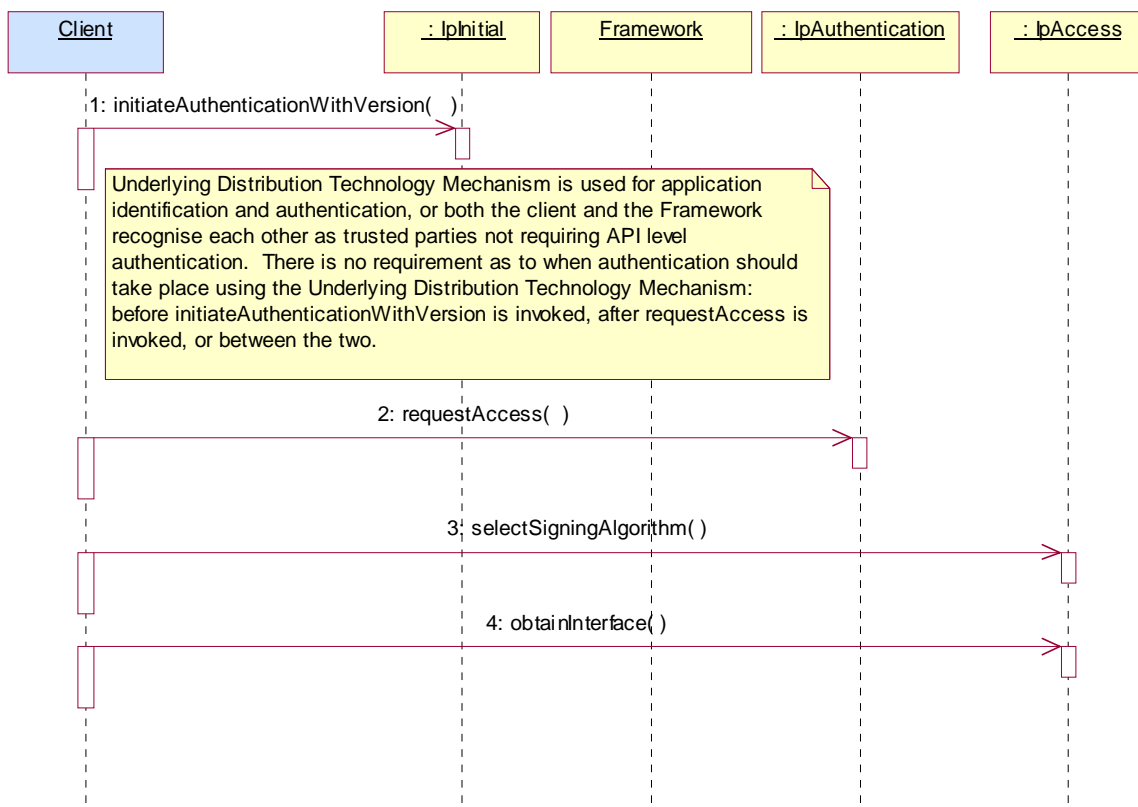 Client
: IpInitial
Framework
: IpAuthentication
: IpAccess
1: initiateAuthenticationWithVersion( )
Underlying Distribution Technology Mechanism is used for application
identification and authentication, or both the client and the Framework
recognise each other as trusted parties not requiring API level
authentication. There is no requirement as to when authentication should
take place using the Underlying Distribution Technology Mechanism:
before initiateAuthenticationWithVersion is invoked, after requestAccess is
invoked, or between the two.
2: requestAccess( )
3: selectSigningAlgorithm( )
4: obtainInterface( )